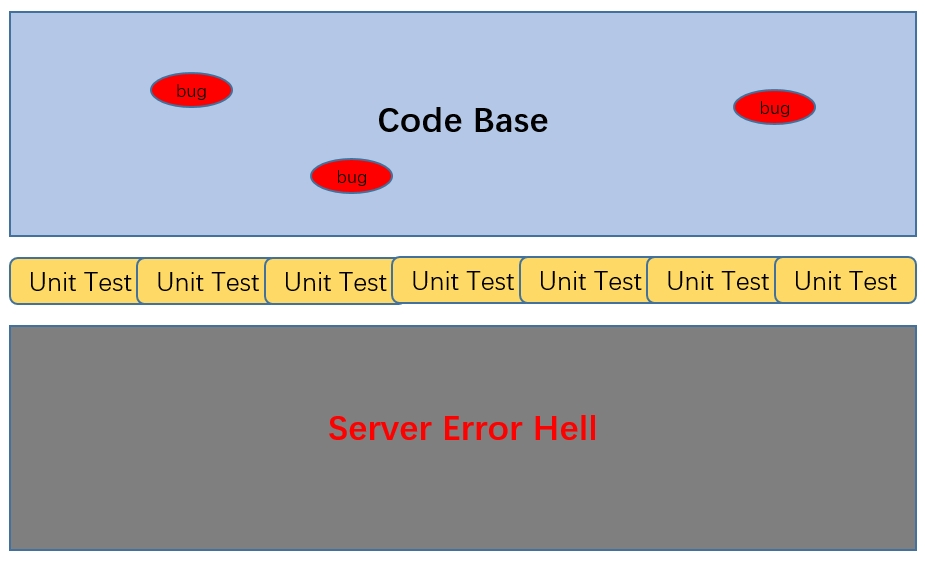 bug
Code Base
bug
bug
Unit Test Unit Test Unit Test Unit Test Unit Test Unit Test Unit Test
Server Error Hell